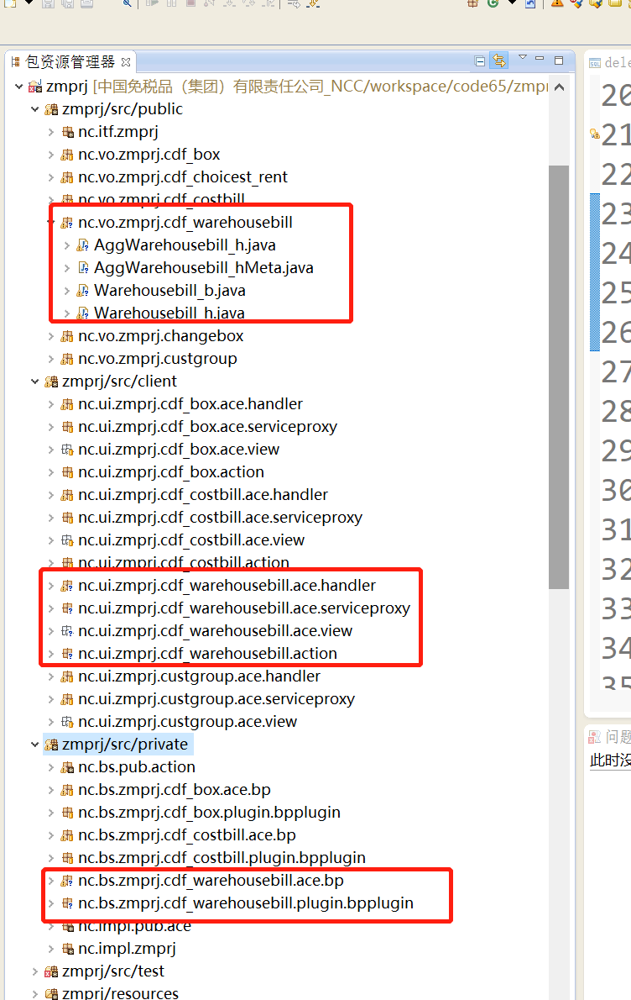 包资源管理器
dele
zmprj [中国免税品（集团）有限责任公司_NCC/workspace/code65/zmpr
zmprj/src/public
nc.itf.zmprj
nc.vo.zmprj.cdf_box
nc.vo.zmprj.cdf_choicest_rent
nc.vo.zmprj.cdf_costbill
nc.vo.zmprj.cdf_warehousebill
AggWarehousebill_h.java
AggWarehousebill_hMeta.java
Warehousebill_b.java
Warehousebill_h.java
nc.vo.zmprj.changebox
nc.vo.zmprj.custgroup
zmprj/src/client
nc.ui.zmprj.cdf_box.ace.handler
nc.ui.zmprj.cdf_box.ace.serviceproxy
nc.ui.zmprj.cdf_box.ace.view
nc.ui.zmprj.cdf_box.action
nc.ui.zmprj.cdf_costbill.ace.handler
nc.ui.zmprj.cdf_costbill.ace.serviceproxy
nc.ui.zmprj.cdf_costbill.ace.view
nc.ui.zmprj.cdf_costbill.action
nc.ui.zmprj.cdf_warehousebill.ace.handler
nc.ui.zmprj.cdf_warehousebill.ace.serviceproxy
nc.ui.zmprj.cdf_warehousebill.ace.view
nc.ui.zmprj.cdf_warehousebill.action
nc.ui.zmprj.custgroup.ace.handler
nc.ui.zmprj.custgroup.ace.serviceproxy
nc.ui.zmprj.custgroup.ace.view
zmprj/src/private
nc.bs.pub.action
nc.bs.zmprj.cdf_box.ace.bp
nc.bs.zmprj.cdf_box.plugin.bpplugin
nc.bs.zmprj.cdf_costbill.ace.bp
nc.bs.zmprj.cdf_costbill.plugin.bpplugin
nc.bs.zmprj.cdf_warehousebill.ace.bp
nc.bs.zmprj.cdf_warehousebill.plugin.bpplugin
nc.impl.pub.ace
nc.impl.zmprj
zmprj/src/test
zmprj/resources
20
21
22
23
24
25
26
27
28
29
30
31
32
33
34
35
问题
此时没